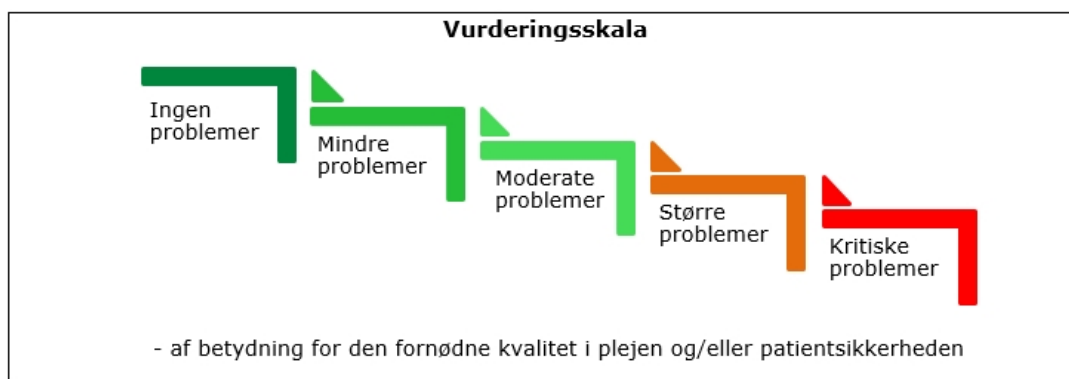 Vurderingsskala
Ingen
problemer
Mindre
problemer
Moderate
problemer
Større
problemer
Kritiske
problemer
- af betydning for den fornødne kvalitet i plejen og/eller patientsikkerheden